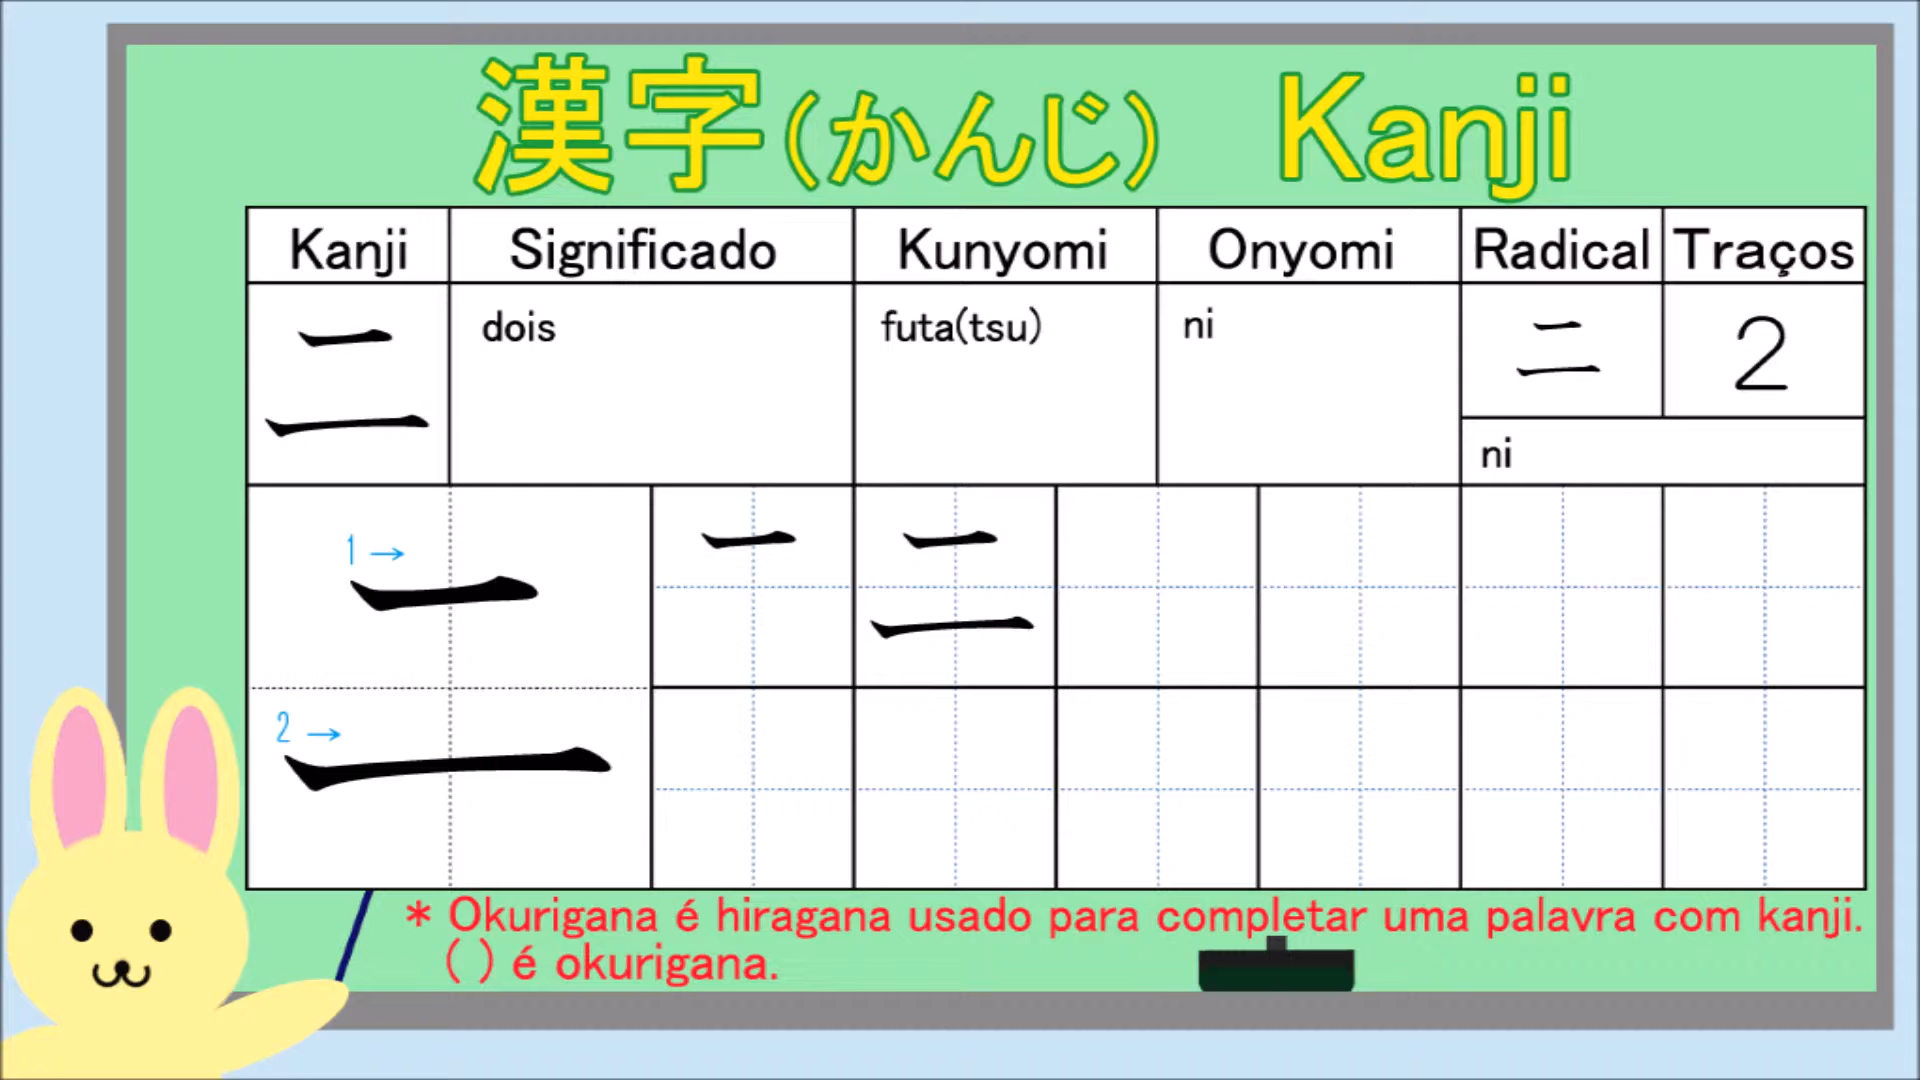 漢字(かんじ) Kanji
Kanji Significado Kunyomi Onyomi Radical Traços
二 dois futa(tsu) ni 二 2
ni
1 → 一 二
2 →
* Okurigana é hiragana usado para completar uma palavra com kanji.
( ) é okurigana.